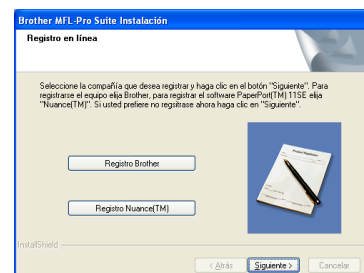 Brother MFL-Pro Suite Instalación
Registro en línea
Seleccione la compañía que desea registrar y haga clic en el botón "Siguiente". Para
registrarse el equipo elija Brother, para registrar el software PaperPort(TM) 11SE elija
"Nuance(TM)". Si usted prefiere no regsitrase ahora haga clic en "Siguiente".
Registro Brother
Registro Nuance(TM)
InstallShield
< Atrás Siguiente > Cancelar